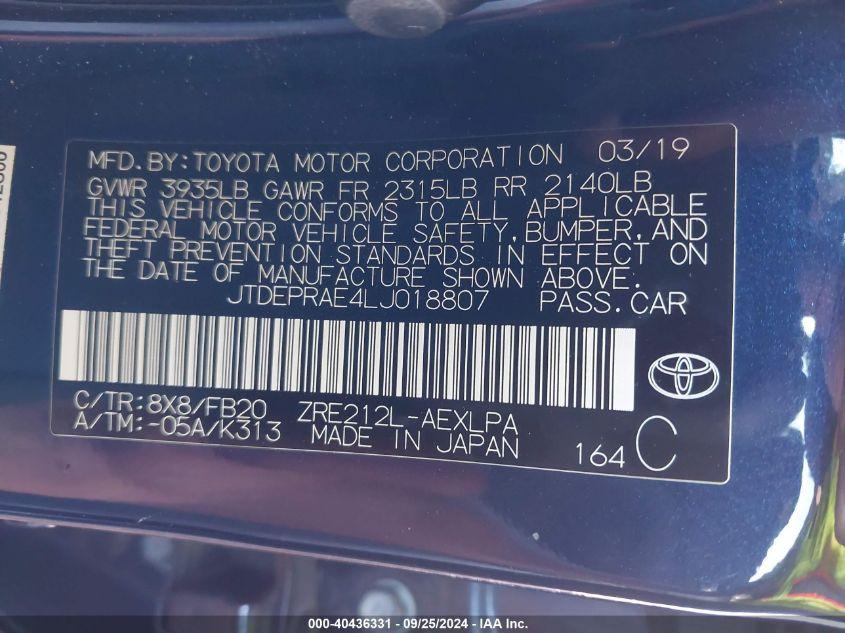 MFD. BY: TOYOTA MOTOR CORPORATION 03/19
GVWR 3935LB GAWR FR 2315LB RR 2140LB
THIS VEHICLE CONFORMS TO ALL APPLICABLE
FEDERAL MOTOR VEHICLE SAFETY, BUMPER, AND
THEFT PREVENTION STANDARDS IN EFFECT ON
THE DATE OF MANUFACTURE SHOWN ABOVE.
JTDEPRAE4LJ018807 PASS. CAR
C/TR: 8X8/FB20 ZRE212L-AEXLPA
A/TM: -05A/K313 MADE IN JAPAN 164 C
000-40436331 - 09/25/2024 - IAA Inc.